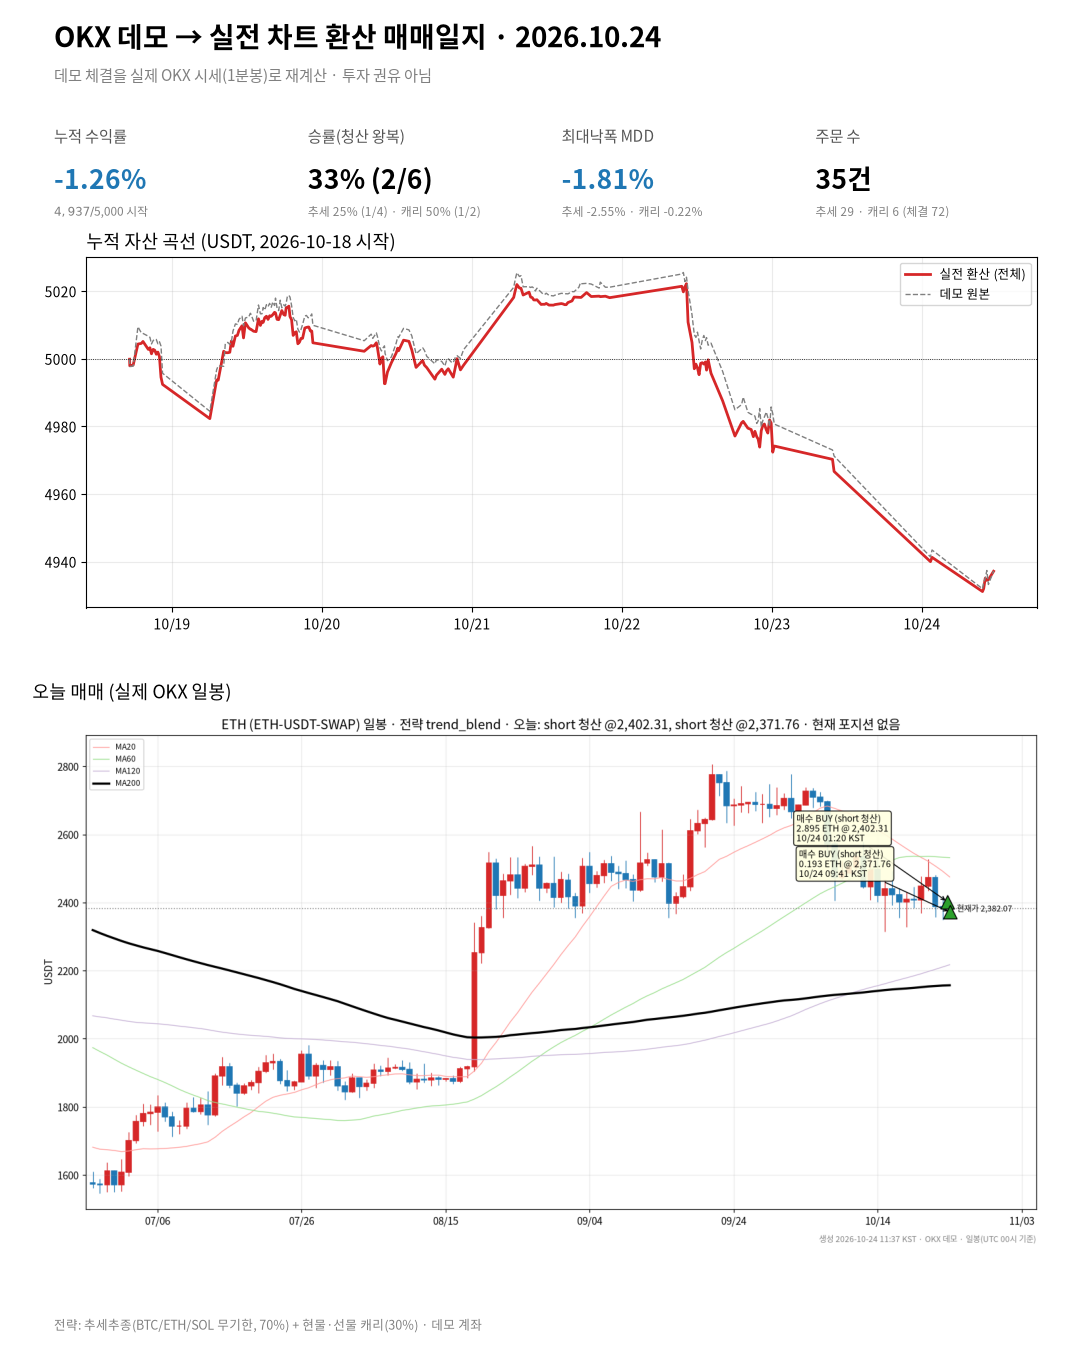 OKX 데모 → 실전 차트 환산 매매일지 · 2026.10.24
데모 체결을 실제 OKX 시세(1분봉)로 재계산 · 투자 권유 아님
누적 수익률
승률(청산 왕복)
최대낙폭 MDD
주문 수
-1.26%
33% (2/6)
-1.81%
35건
4,937/5,000 시작
추세 25% (1/4) · 캐리 50% (1/2)
추세 -2.55% · 캐리 -0.22%
추세 29 · 캐리 6 (체결 72)
누적 자산 곡선 (USDT, 2026-10-18 시작)
실전 환산 (전체)
데모 원본
5020
5000
4980
4960
4940
10/19
10/20
10/21
10/22
10/23
10/24
오늘 매매 (실제 OKX 일봉)
ETH (ETH-USDT-SWAP) 일봉 · 전략 trend_blend · 오늘: short 청산 @2,402.31, short 청산 @2,371.76 · 현재 포지션 없음
MA20
MA60
MA120
MA200
2800
2600
2400
2200
2000
1800
1600
USDT
매수 BUY (short 청산)
2.895 ETH @ 2,402.31
10/24 01:20 KST
매수 BUY (short 청산)
0.193 ETH @ 2,371.76
10/24 09:41 KST
현재가 2,382.07
07/06
07/26
08/15
09/04
09/24
10/14
11/03
생성 2026-10-24 11:37 KST · OKX 데모 · 일봉(UTC 00시 기준)
전략: 추세추종(BTC/ETH/SOL 무기한, 70%) + 현물·선물 캐리(30%) · 데모 계좌